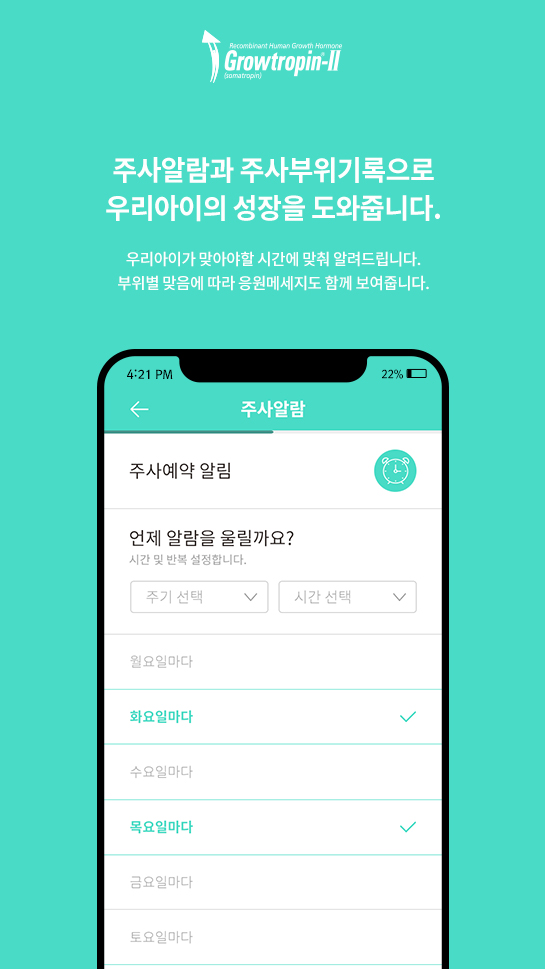 Recombinant Human Growth Hormone
Growtropin®-II
(somatropin)
주사알람과 주사부위기록으로
우리아이의 성장을 도와줍니다.
우리아이가 맞아야할 시간에 맞춰 알려드립니다.
부위별 맞음에 따라 응원메세지도 함께 보여줍니다.
4:21 PM
22%
주사알람
주사예약 알림
언제 알람을 울릴까요?
시간 및 반복 설정합니다.
주기 선택
시간 선택
월요일마다
화요일마다
수요일마다
목요일마다
금요일마다
토요일마다